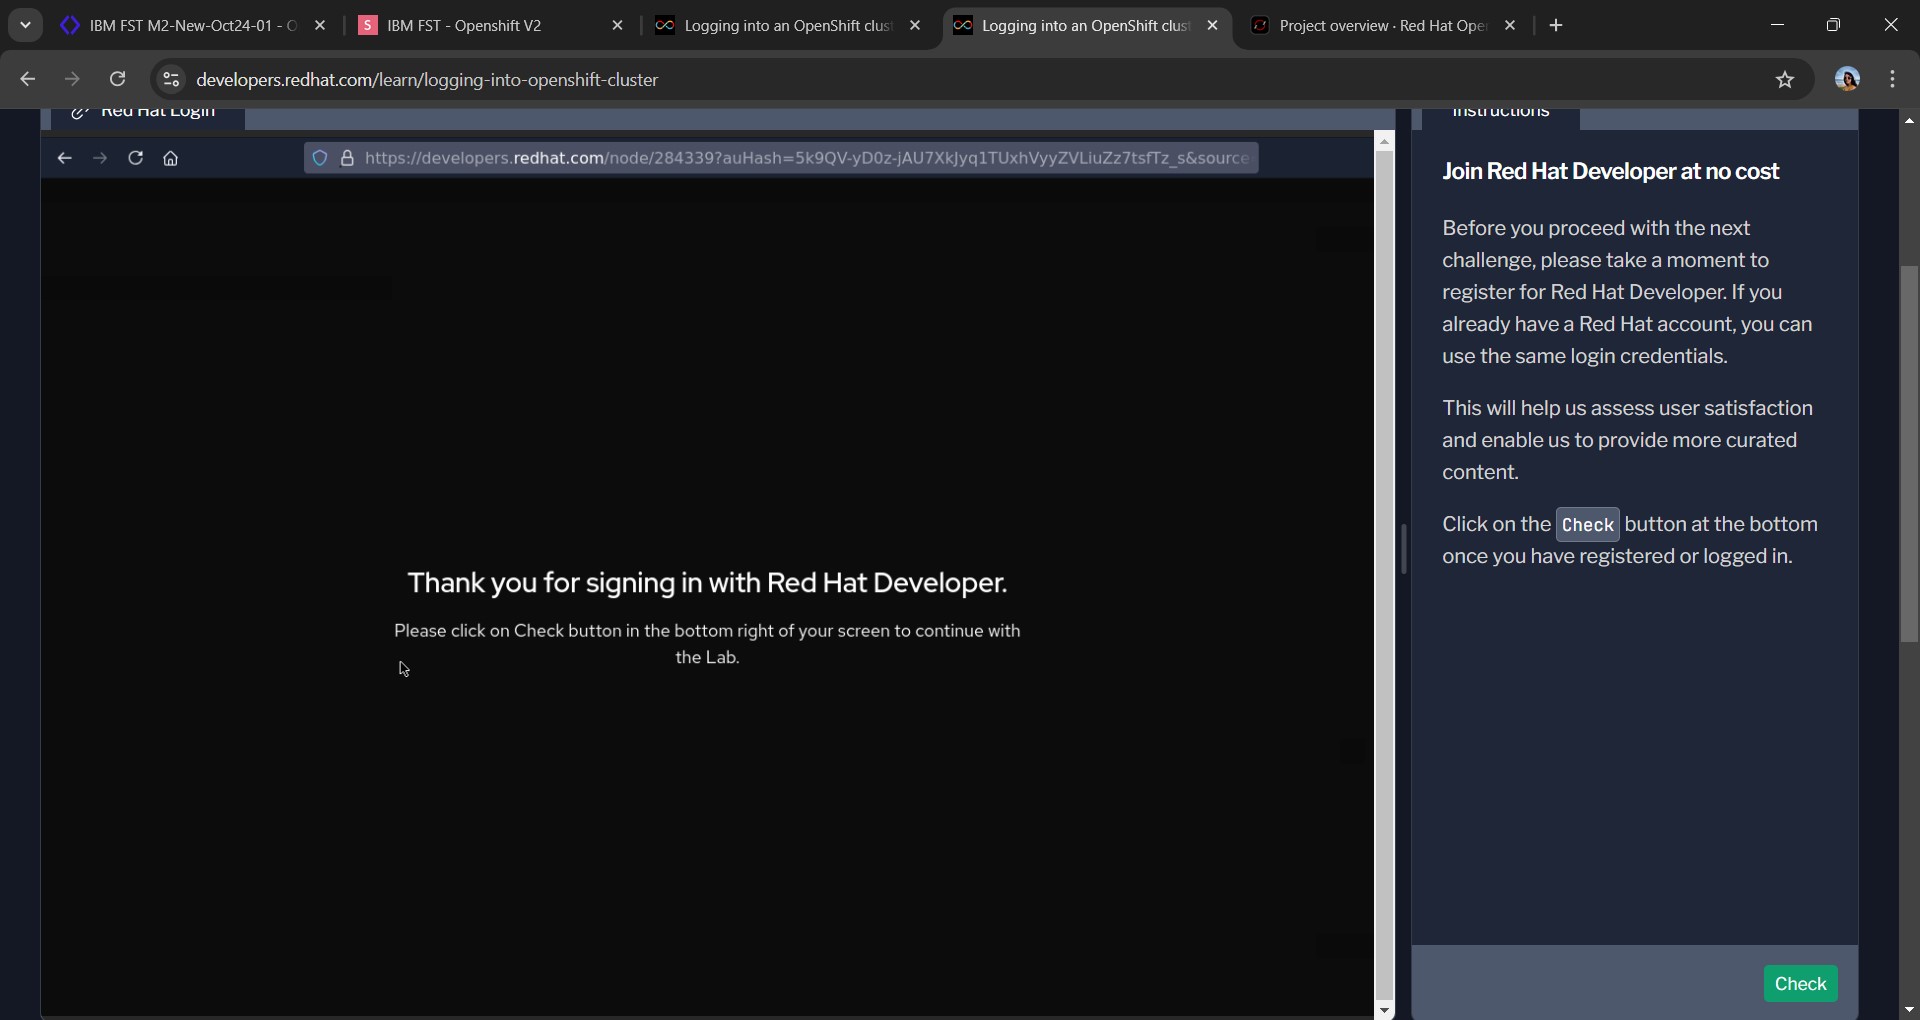 IBM FST M2-New-Oct24-01 - O
IBM FST - Openshift V2
Logging into an OpenShift clus
Logging into an OpenShift clust
Project overview · Red Hat Ope
developers.redhat.com/learn/logging-into-openshift-cluster
Red Hat Login
https://developers.redhat.com/node/284339?auHash=5k9QV-yD0z-jAU7XkJyq1TUxhVyyZVLiuZz7tsfTz_s&source
Thank you for signing in with Red Hat Developer.
Please click on Check button in the bottom right of your screen to continue with
the Lab.
Instructions
Join Red Hat Developer at no cost
Before you proceed with the next
challenge, please take a moment to
register for Red Hat Developer. If you
already have a Red Hat account, you can
use the same login credentials.
This will help us assess user satisfaction
and enable us to provide more curated
content.
Click on the Check button at the bottom
once you have registered or logged in.
Check